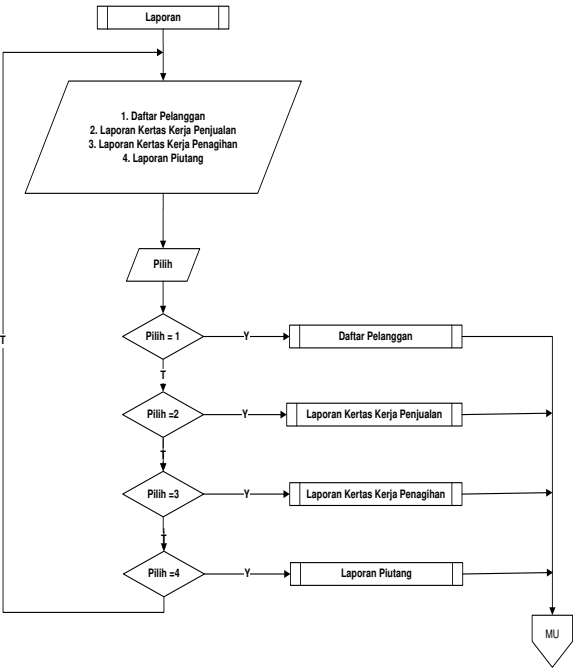 Laporan
1. Daftar Pelanggan
2. Laporan Kertas Kerja Penjualan
3. Laporan Kertas Kerja Penagihan
4. Laporan Piutang
Pilih
Pilih = 1
Y
Daftar Pelanggan
T
T
Pilih =2
Y
Laporan Kertas Kerja Penjualan
T
Pilih =3
Y
Laporan Kertas Kerja Penagihan
T
Pilih =4
Y
Laporan Piutang
MU